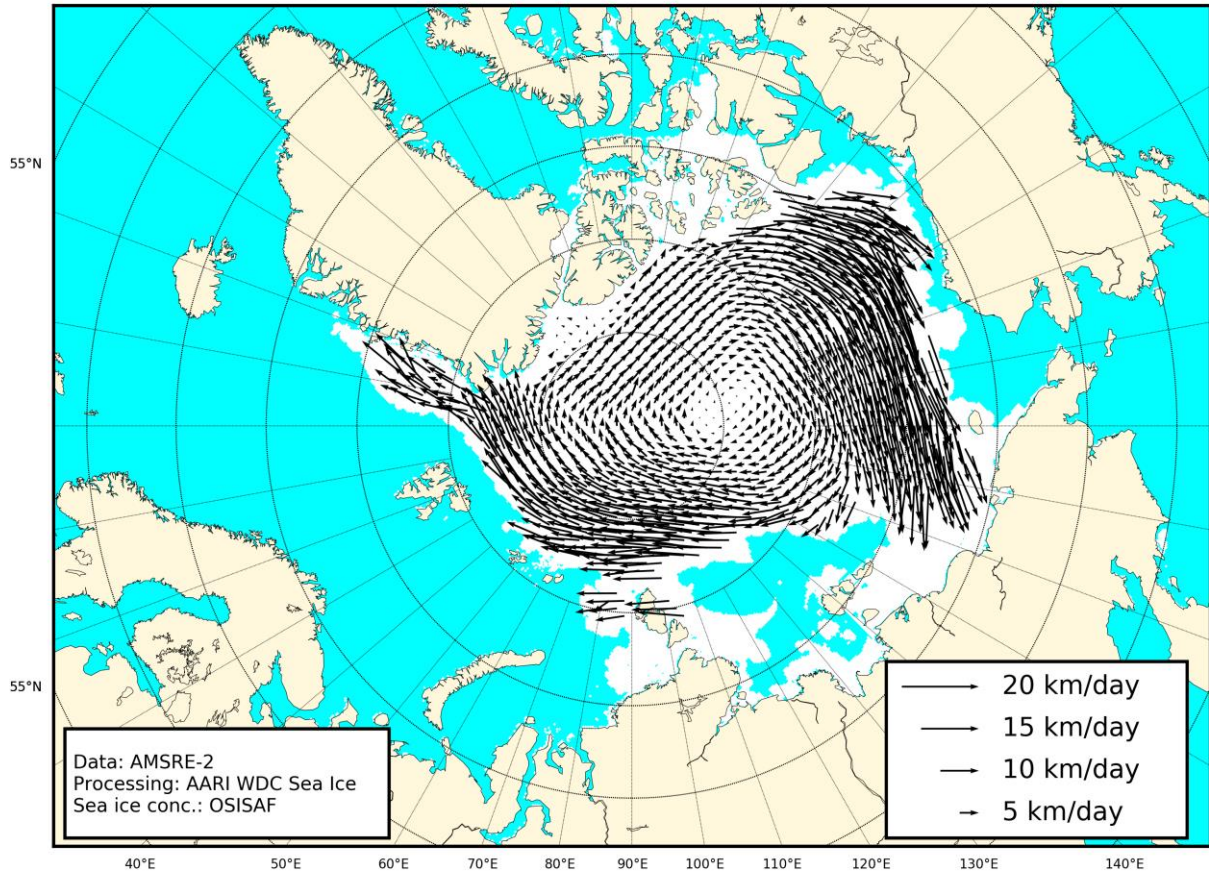 55°N
55°N
Data: AMSRE-2
Processing: AARI WDC Sea Ice
Sea ice conc.: OSISAF
20 km/day
15 km/day
10 km/day
5 km/day
40°E 50°E 60°E 70°E 80°E 90°E 100°E 110°E 120°E 130°E 140°E